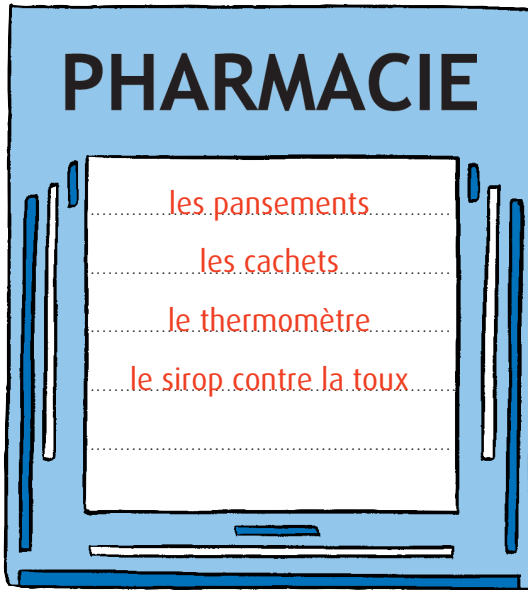 PHARMACIE
les pansements
les cachets
le thermomètre
le sirop contre la toux